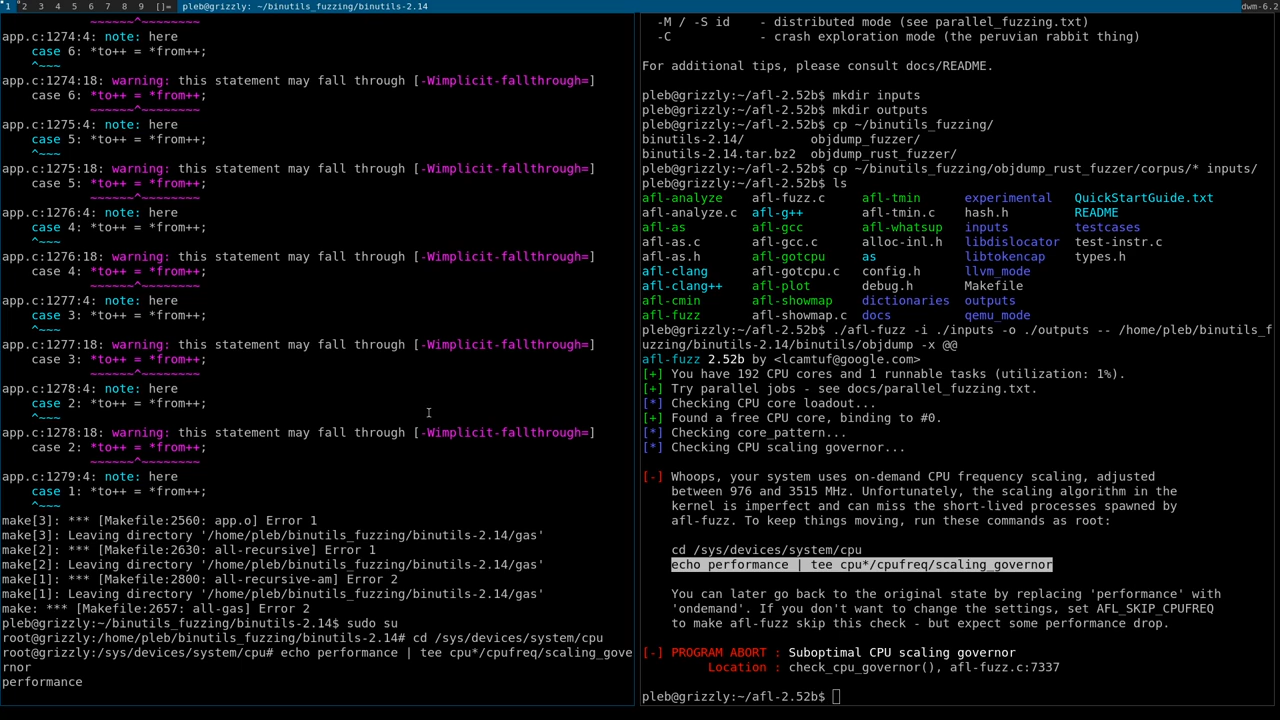 1 2 3 4 5 6 7 8 9 []= pleb@grizzly: ~/binutils_fuzzing/binutils-2.14 dwm-6.2
~~~~~~^~~~~~~~~
app.c:1274:4: note: here
    case 6: *to++ = *from++;
    ^~~~
app.c:1274:18: warning: this statement may fall through [-Wimplicit-fallthrough=]
    case 6: *to++ = *from++;
            ~~~~~~^~~~~~~~~
app.c:1275:4: note: here
    case 5: *to++ = *from++;
    ^~~~
app.c:1275:18: warning: this statement may fall through [-Wimplicit-fallthrough=]
    case 5: *to++ = *from++;
            ~~~~~~^~~~~~~~~
app.c:1276:4: note: here
    case 4: *to++ = *from++;
    ^~~~
app.c:1276:18: warning: this statement may fall through [-Wimplicit-fallthrough=]
    case 4: *to++ = *from++;
            ~~~~~~^~~~~~~~~
app.c:1277:4: note: here
    case 3: *to++ = *from++;
    ^~~~
app.c:1277:18: warning: this statement may fall through [-Wimplicit-fallthrough=]
    case 3: *to++ = *from++;
            ~~~~~~^~~~~~~~~
app.c:1278:4: note: here
    case 2: *to++ = *from++;
    ^~~~
app.c:1278:18: warning: this statement may fall through [-Wimplicit-fallthrough=]
    case 2: *to++ = *from++;
            ~~~~~~^~~~~~~~~
app.c:1279:4: note: here
    case 1: *to++ = *from++;
    ^~~~
make[3]: *** [Makefile:2560: app.o] Error 1
make[3]: Leaving directory '/home/pleb/binutils_fuzzing/binutils-2.14/gas'
make[2]: *** [Makefile:2630: all-recursive] Error 1
make[2]: Leaving directory '/home/pleb/binutils_fuzzing/binutils-2.14/gas'
make[1]: *** [Makefile:2800: all-recursive-am] Error 2
make[1]: Leaving directory '/home/pleb/binutils_fuzzing/binutils-2.14/gas'
make: *** [Makefile:2657: all-gas] Error 2
pleb@grizzly:~/binutils_fuzzing/binutils-2.14$ sudo su
root@grizzly:/home/pleb/binutils_fuzzing/binutils-2.14# cd /sys/devices/system/cpu
root@grizzly:/sys/devices/system/cpu# echo performance | tee cpu*/cpufreq/scaling_gove
rnor
performance
-M / -S id    - distributed mode (see parallel_fuzzing.txt)
-C            - crash exploration mode (the peruvian rabbit thing)
For additional tips, please consult docs/README.
pleb@grizzly:~/afl-2.52b$ mkdir inputs
pleb@grizzly:~/afl-2.52b$ mkdir outputs
pleb@grizzly:~/afl-2.52b$ cp ~/binutils_fuzzing/
binutils-2.14/         objdump_fuzzer/
binutils-2.14.tar.bz2  objdump_rust_fuzzer/
pleb@grizzly:~/afl-2.52b$ cp ~/binutils_fuzzing/objdump_rust_fuzzer/corpus/* inputs/
pleb@grizzly:~/afl-2.52b$ ls
afl-analyze    afl-fuzz.c     afl-tmin      experimental   QuickStartGuide.txt
afl-analyze.c  afl-g++        afl-tmin.c    hash.h         README
afl-as         afl-gcc        afl-whatsup   inputs         testcases
afl-as.c       afl-gcc.c      alloc-inl.h   libdislocator  test-instr.c
afl-as.h       afl-gotcpu     as            libtokencap    types.h
afl-clang      afl-gotcpu.c   config.h      llvm_mode
afl-clang++    afl-plot       debug.h       Makefile
afl-cmin       afl-showmap    dictionaries  outputs
afl-fuzz       afl-showmap.c  docs          qemu_mode
pleb@grizzly:~/afl-2.52b$ ./afl-fuzz -i ./inputs -o ./outputs -- /home/pleb/binutils_f
uzzing/binutils-2.14/binutils/objdump -x @@
afl-fuzz 2.52b by <lcamtuf@google.com>
[+] You have 192 CPU cores and 1 runnable tasks (utilization: 1%).
[+] Try parallel jobs - see docs/parallel_fuzzing.txt.
[*] Checking CPU core loadout...
[+] Found a free CPU core, binding to #0.
[*] Checking core_pattern...
[*] Checking CPU scaling governor...
[-] Whoops, your system uses on-demand CPU frequency scaling, adjusted
    between 976 and 3515 MHz. Unfortunately, the scaling algorithm in the
    kernel is imperfect and can miss the short-lived processes spawned by
    afl-fuzz. To keep things moving, run these commands as root:
    cd /sys/devices/system/cpu
    echo performance | tee cpu*/cpufreq/scaling_governor
    You can later go back to the original state by replacing 'performance' with
    'ondemand'. If you don't want to change the settings, set AFL_SKIP_CPUFREQ
    to make afl-fuzz skip this check - but expect some performance drop.
[-] PROGRAM ABORT : Suboptimal CPU scaling governor
         Location : check_cpu_governor(), afl-fuzz.c:7337
pleb@grizzly:~/afl-2.52b$